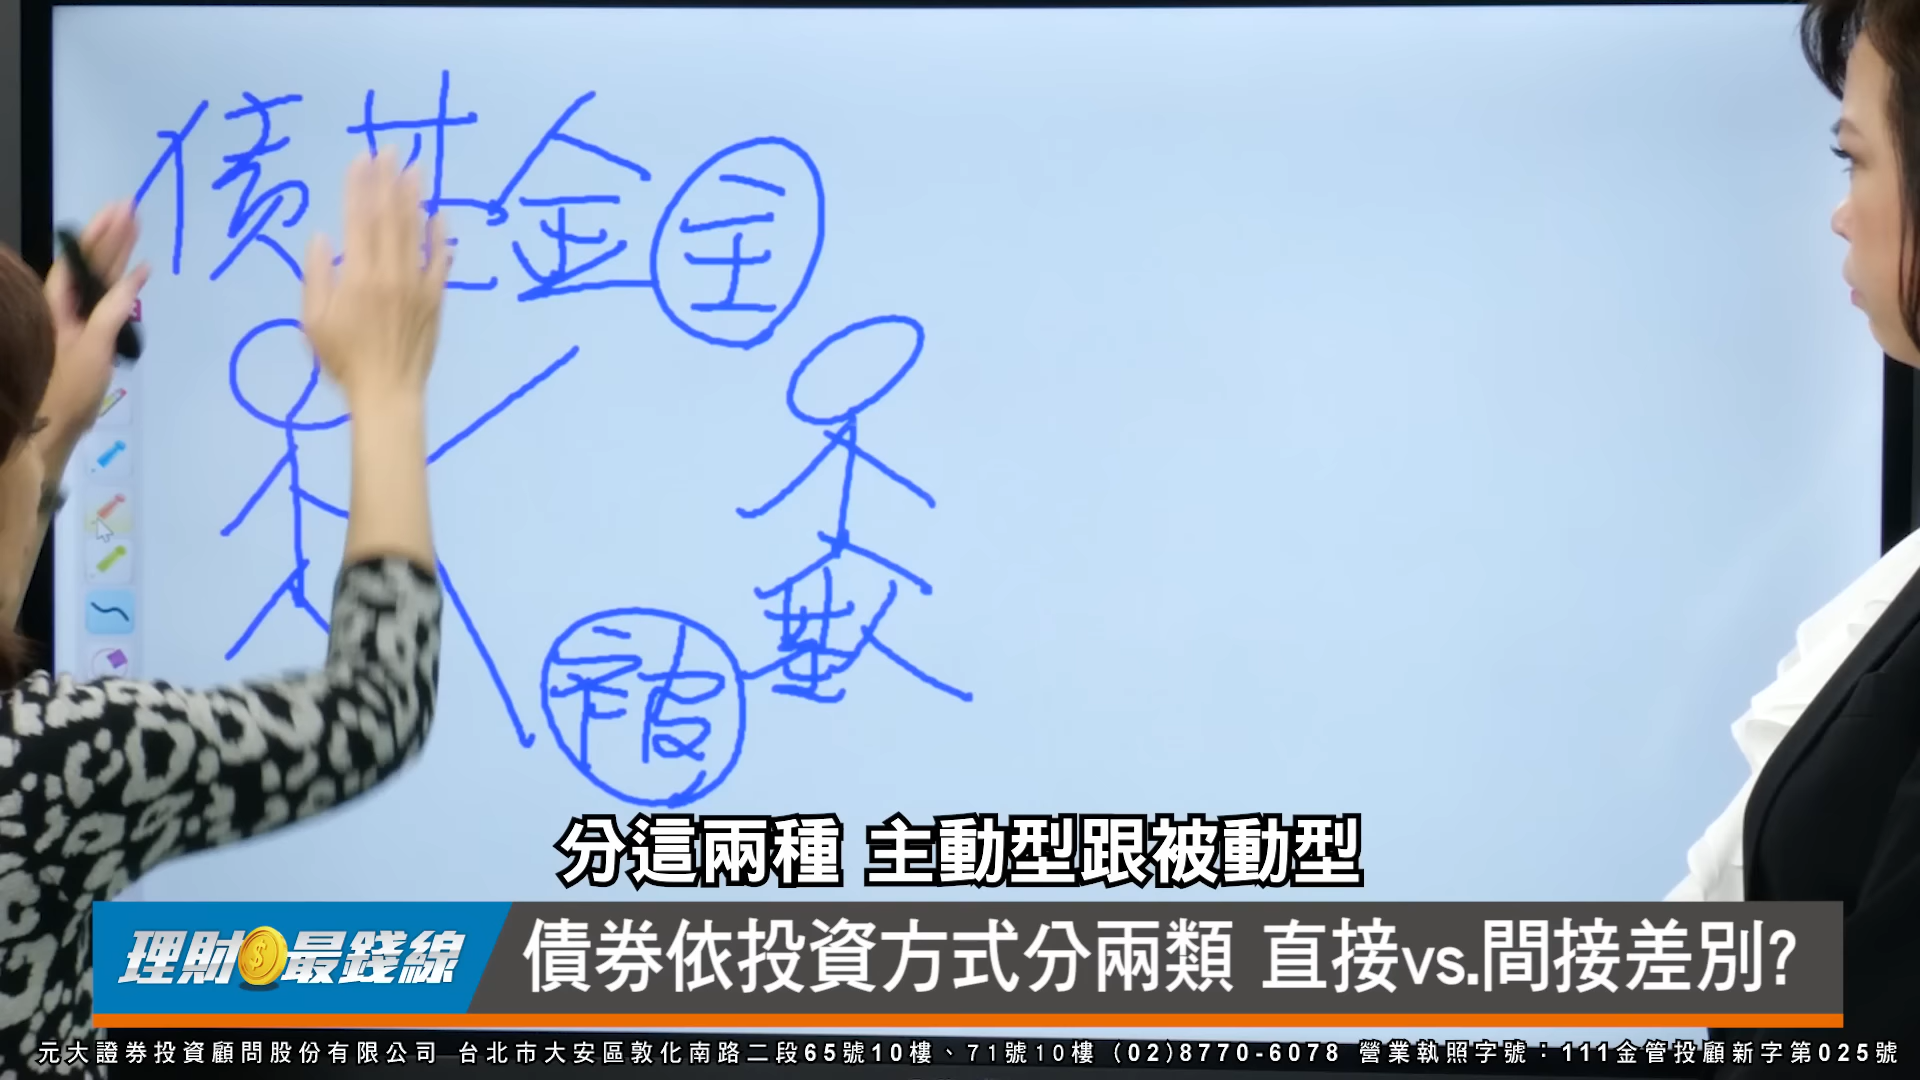 債基金 主
被 基
分這兩種 主動型跟被動型
理財最錢線
債券依投資方式分兩類 直接vs.間接差別?
元大證券投資顧問股份有限公司 台北市大安區敦化南路二段65號10樓、71號10樓 (02)8770-6078 營業執照字號：111金管投顧新字第025號